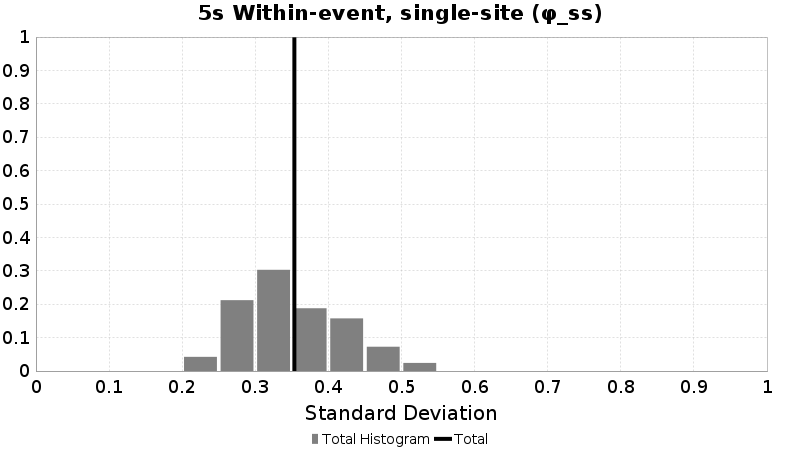 5s Within-event, single-site (φ_ss)
1
0.9
0.8
0.7
0.6
0.5
0.4
0.3
0.2
0.1
0
0 0.1 0.2 0.3 0.4 0.5 0.6 0.7 0.8 0.9 1
Standard Deviation
Total Histogram Total